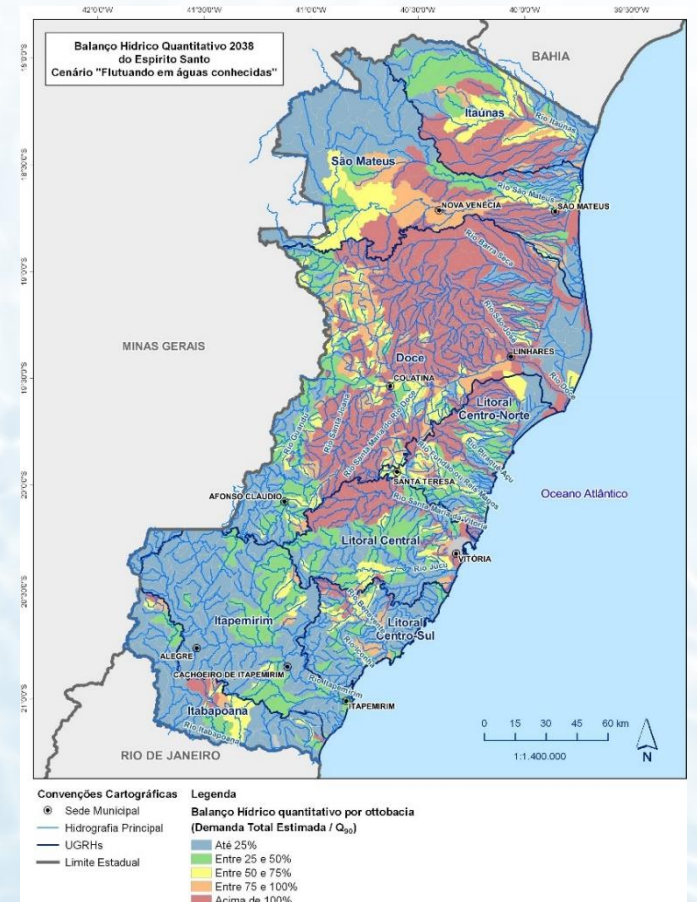 42°0'0"W
41°30'0"W
41°0'0"W
40°30'0"W
40°0'0"W
39°30'0"W
Balanço Hídrico Quantitativo 2038
do Espírito Santo
Cenário "Flutuando em águas conhecidas"
BAHIA
Itaúnas
Rio Itaúnas
São Mateus
Rio São Mateus
NOVA VENÉCIA
SÃO MATEUS
Rio Barra Seca
MINAS GERAIS
Rio São José
LINHARES
Doce
COLATINA
Rio Doce
Litoral
Centro-Norte
Rio Guandu
Rio Santa Joana
Rio Santa Maria do Rio Doce
Rio Piraquê Açu
SANTA TERESA
AFONSO CLÁUDIO
Rio Santa Maria da Vitória
Oceano Atlântico
Litoral Central
VITÓRIA
Rio Jucu
Rio Benevente
Litoral
Centro-Sul
Itapemirim
Rio Iconha
ALEGRE
CACHOEIRO DE ITAPEMIRIM
Rio Itapemirim
ITAPEMIRIM
Itabapoana
Rio Itabapoana
0 15 30 45 60 km
1:1.400.000
N
RIO DE JANEIRO
Convenções Cartográficas
Sede Municipal
Hidrografia Principal
UGRHs
Limite Estadual
Legenda
Balanço Hídrico quantitativo por ottobacia
(Demanda Total Estimada / Q₉₀)
Até 25%
Entre 25 e 50%
Entre 50 e 75%
Entre 75 e 100%
Acima de 100%